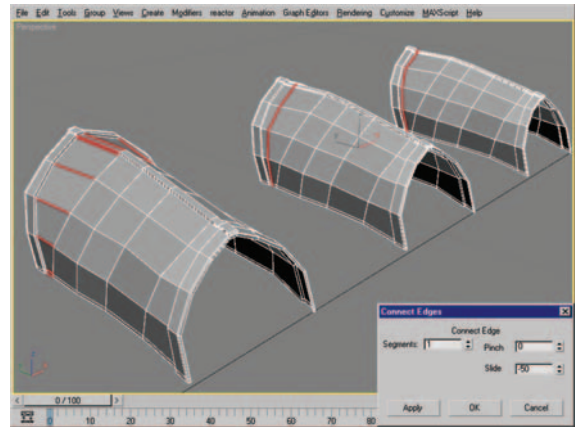 File Edit Tools Group Views Create Modifiers reactor Animation Graph Editors Rendering Customize MAXScript Help
Perspective
Connect Edges
Connect Edge
Segments: 1 Pinch 0
Slide -50
Apply OK Cancel
< 0 / 100 >
0 10 20 30 40 50 60 70 80